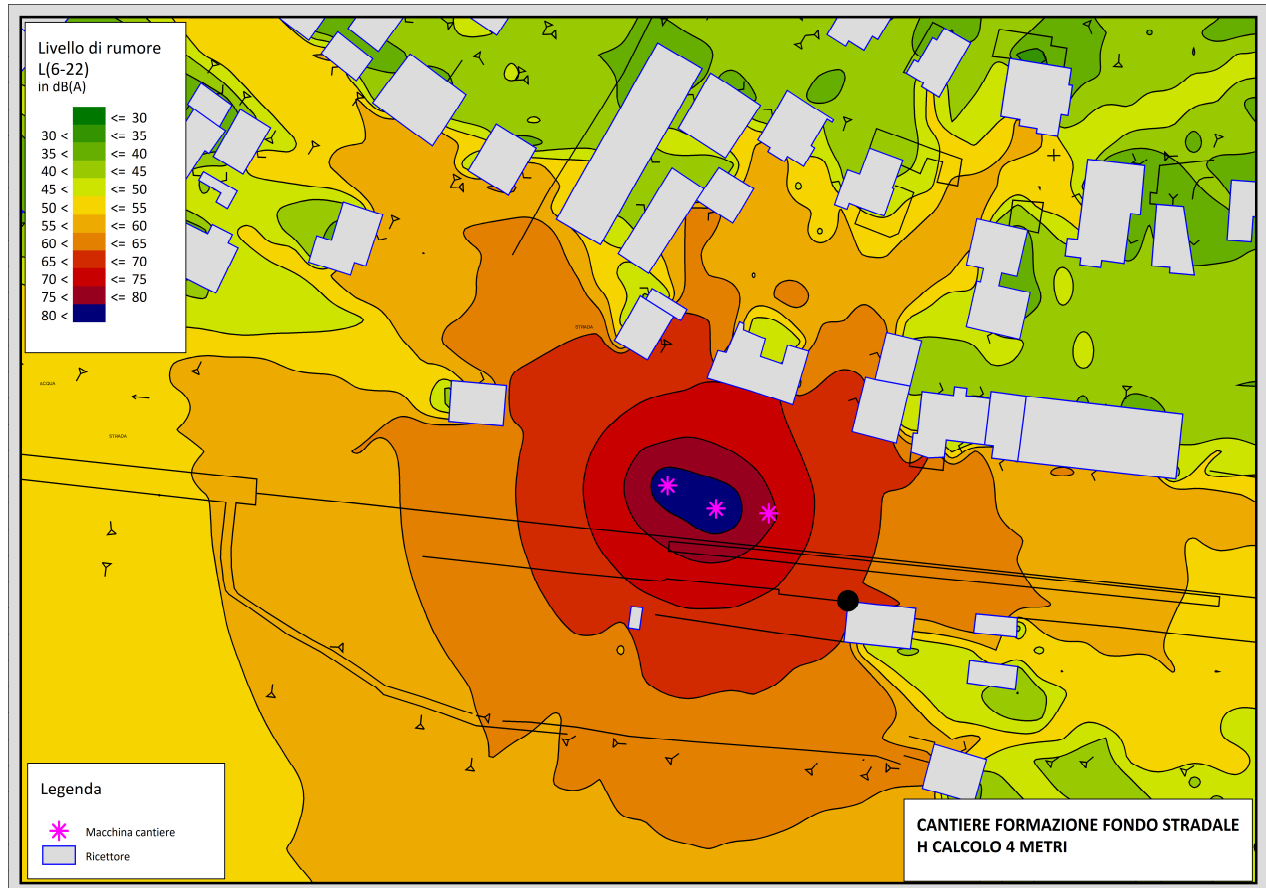 Livello di rumore
L(6-22)
in dB(A)
<= 30
30 < <= 35
35 < <= 40
40 < <= 45
45 < <= 50
50 < <= 55
55 < <= 60
60 < <= 65
65 < <= 70
70 < <= 75
75 < <= 80
80 <
STRADA
ACQUA
STRADA
Legenda
Macchina cantiere
Ricettore
CANTIERE FORMAZIONE FONDO STRADALE
H CALCOLO 4 METRI